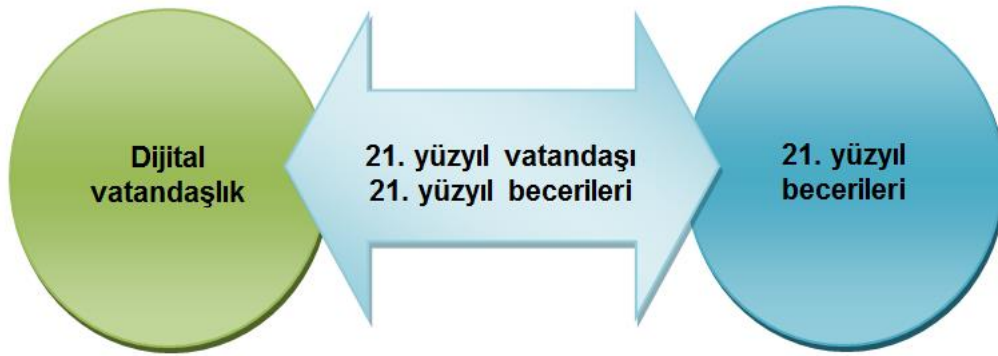 Dijital
vatandaşlık
21. yüzyıl vatandaşı
21. yüzyıl becerileri
21. yüzyıl
becerileri